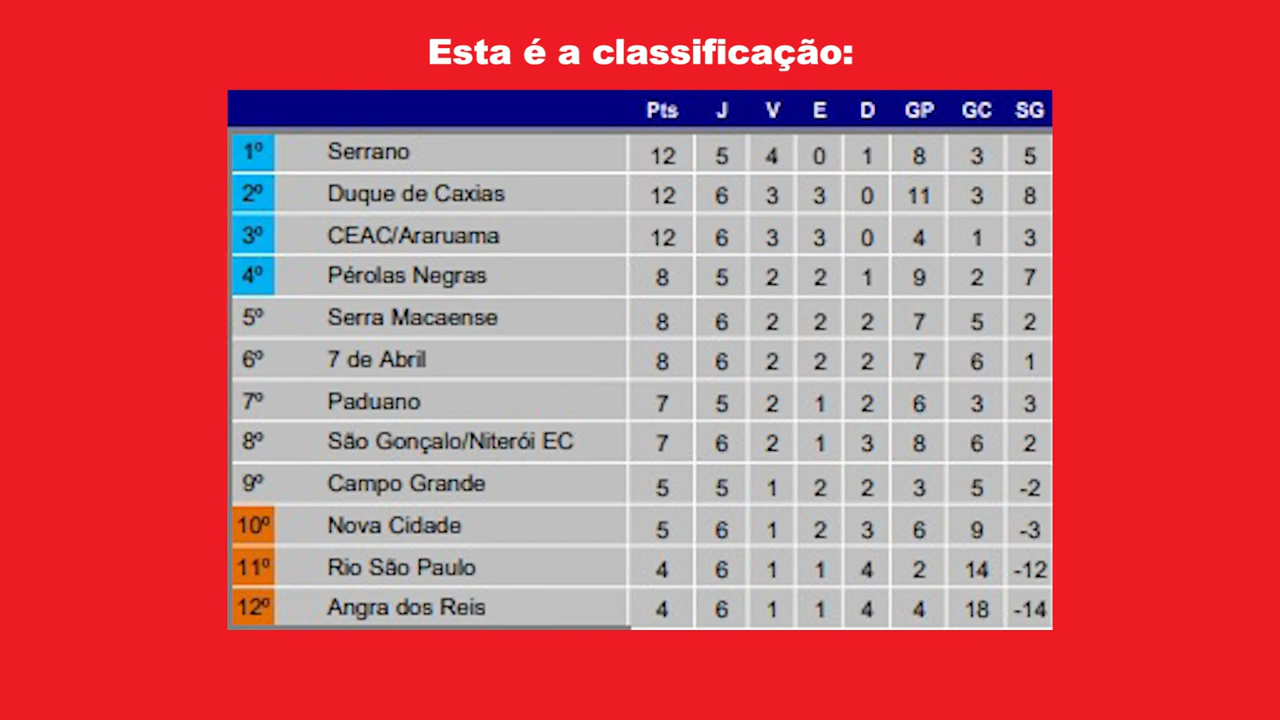 Esta é a classificação:
Pts J V E D GP GC SG
1º Serrano 12 5 4 0 1 8 3 5
2º Duque de Caxias 12 6 3 3 0 11 3 8
3º CEAC/Araruama 12 6 3 3 0 4 1 3
4º Pérolas Negras 8 5 2 2 1 9 2 7
5º Serra Macaense 8 6 2 2 2 7 5 2
6º 7 de Abril 8 6 2 2 2 7 6 1
7º Paduano 7 5 2 1 2 6 3 3
8º São Gonçalo/Niterói EC 7 6 2 1 3 8 6 2
9º Campo Grande 5 5 1 2 2 3 5 -2
10º Nova Cidade 5 6 1 2 3 6 9 -3
11º Rio São Paulo 4 6 1 1 4 2 14 -12
12º Angra dos Reis 4 6 1 1 4 4 18 -14